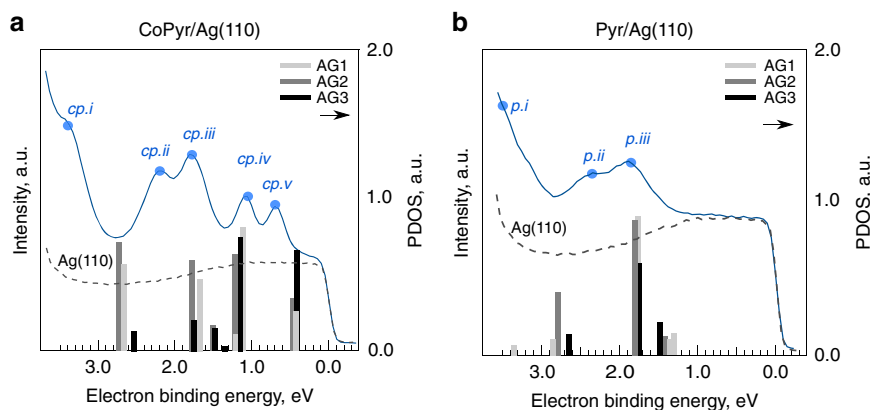 a
CoPyr/Ag(110)
2.0
AG1
AG2
AG3
cp.i
cp.ii
cp.iii
cp.iv
cp.v
1.0
Intensity, a.u.
PDOS, a.u.
Ag(110)
0.0
3.0 2.0 1.0 0.0
Electron binding energy, eV
b
Pyr/Ag(110)
2.0
AG1
AG2
AG3
p.i
p.ii
p.iii
1.0
Intensity, a.u.
PDOS, a.u.
Ag(110)
0.0
3.0 2.0 1.0 0.0
Electron binding energy, eV